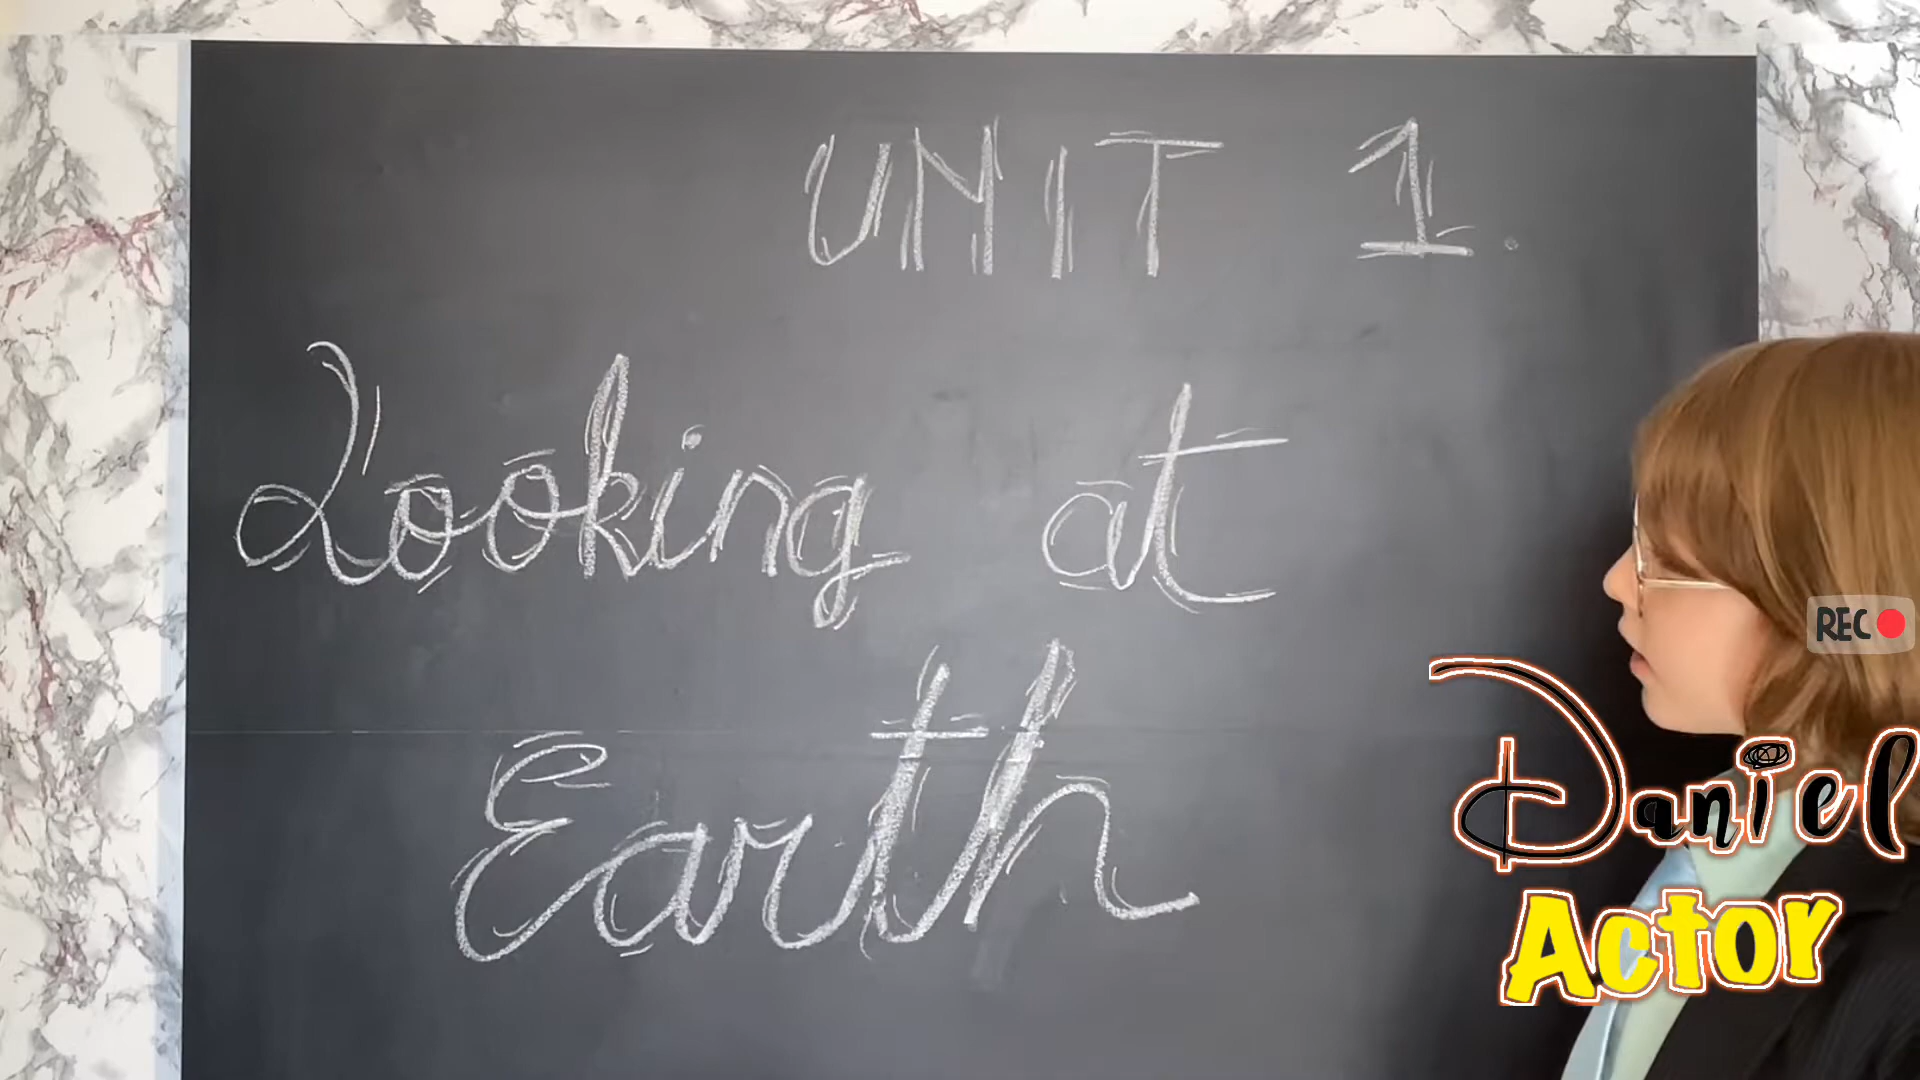 UNIT 1.
Looking at
Earth
REC
Daniel
Actor